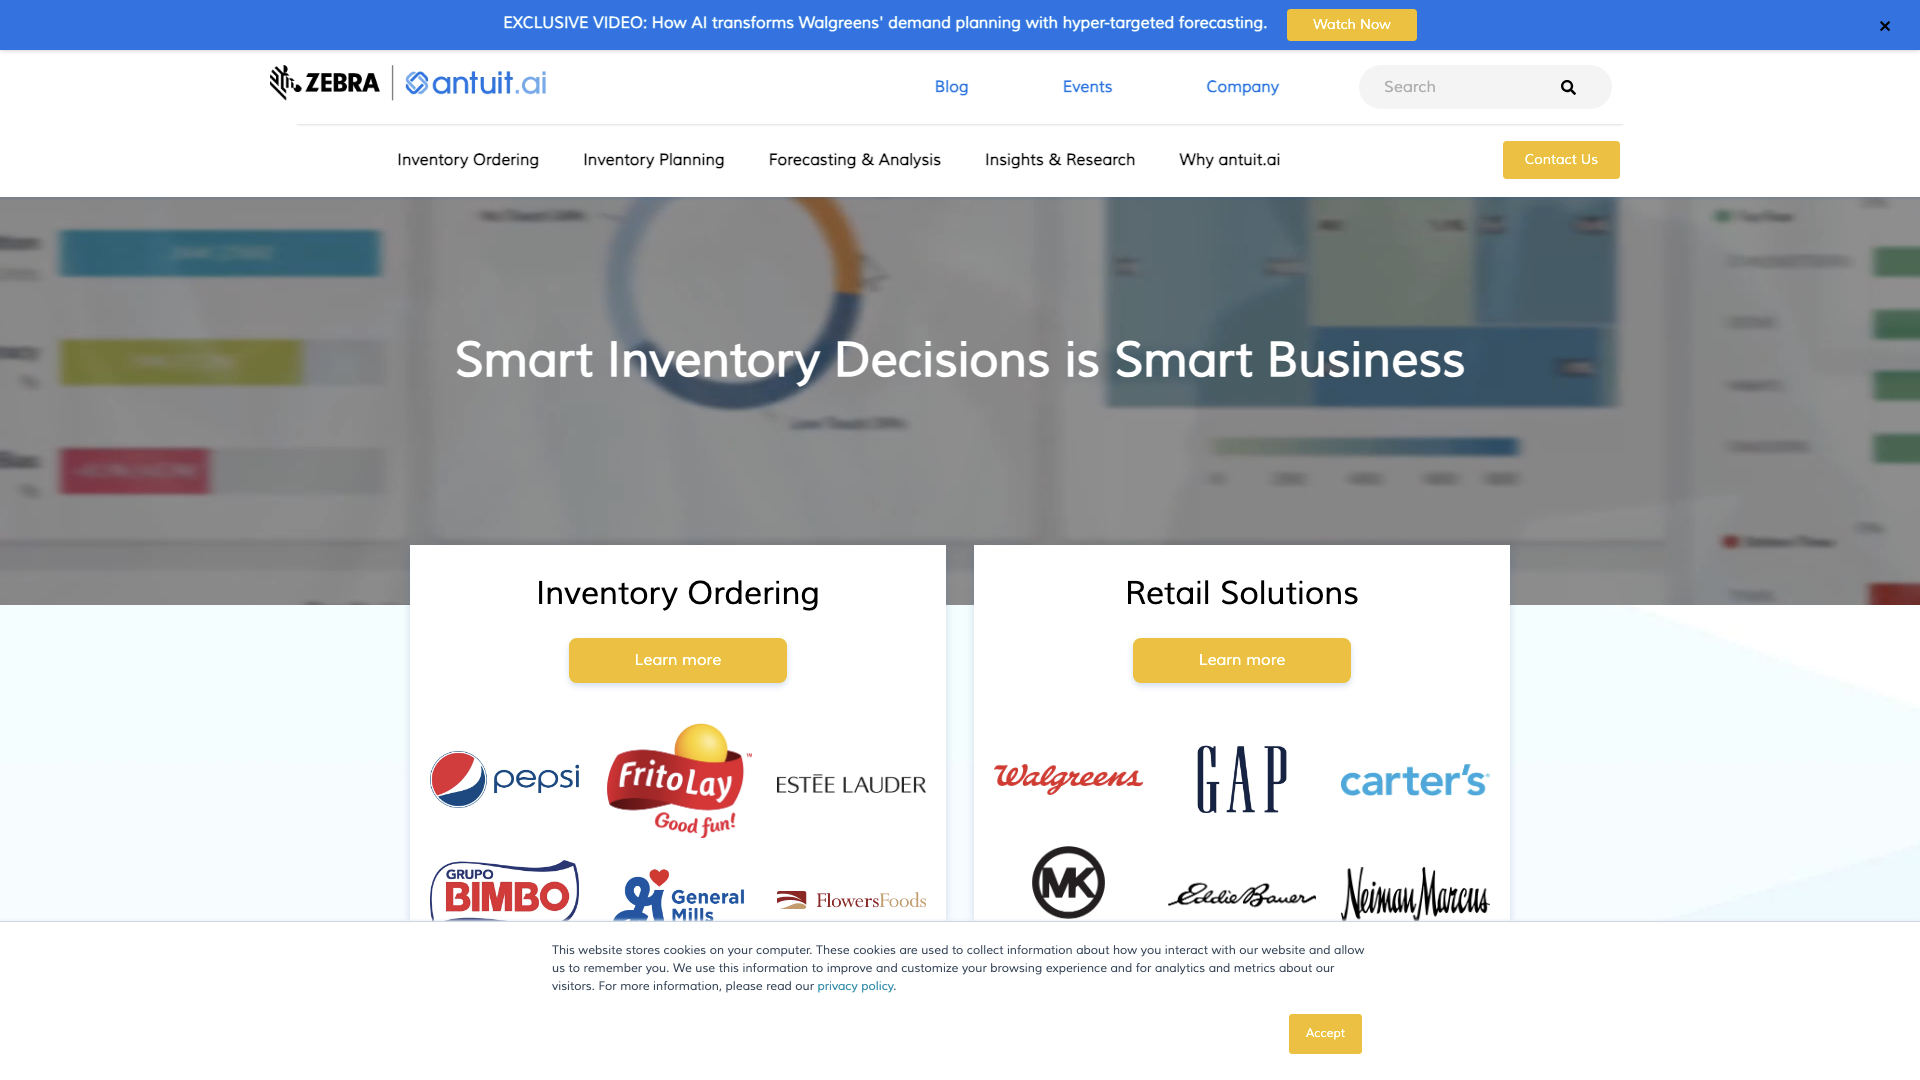 EXCLUSIVE VIDEO: How AI transforms Walgreens' demand planning with hyper-targeted forecasting.
Watch Now
ZEBRA
antuit.ai
Blog
Events
Company
Search
Inventory Ordering
Inventory Planning
Forecasting & Analysis
Insights & Research
Why antuit.ai
Contact Us
Smart Inventory Decisions is Smart Business
Inventory Ordering
Learn more
pepsi
Frito Lay
Good fun!
ESTĒE LAUDER
GRUPO
BIMBO
General
Mills
FlowersFoods
Retail Solutions
Learn more
Walgreens
GAP
carter's
MK
Eddie Bauer
Neiman Marcus
This website stores cookies on your computer. These cookies are used to collect information about how you interact with our website and allow
us to remember you. We use this information to improve and customize your browsing experience and for analytics and metrics about our
visitors. For more information, please read our privacy policy.
Accept